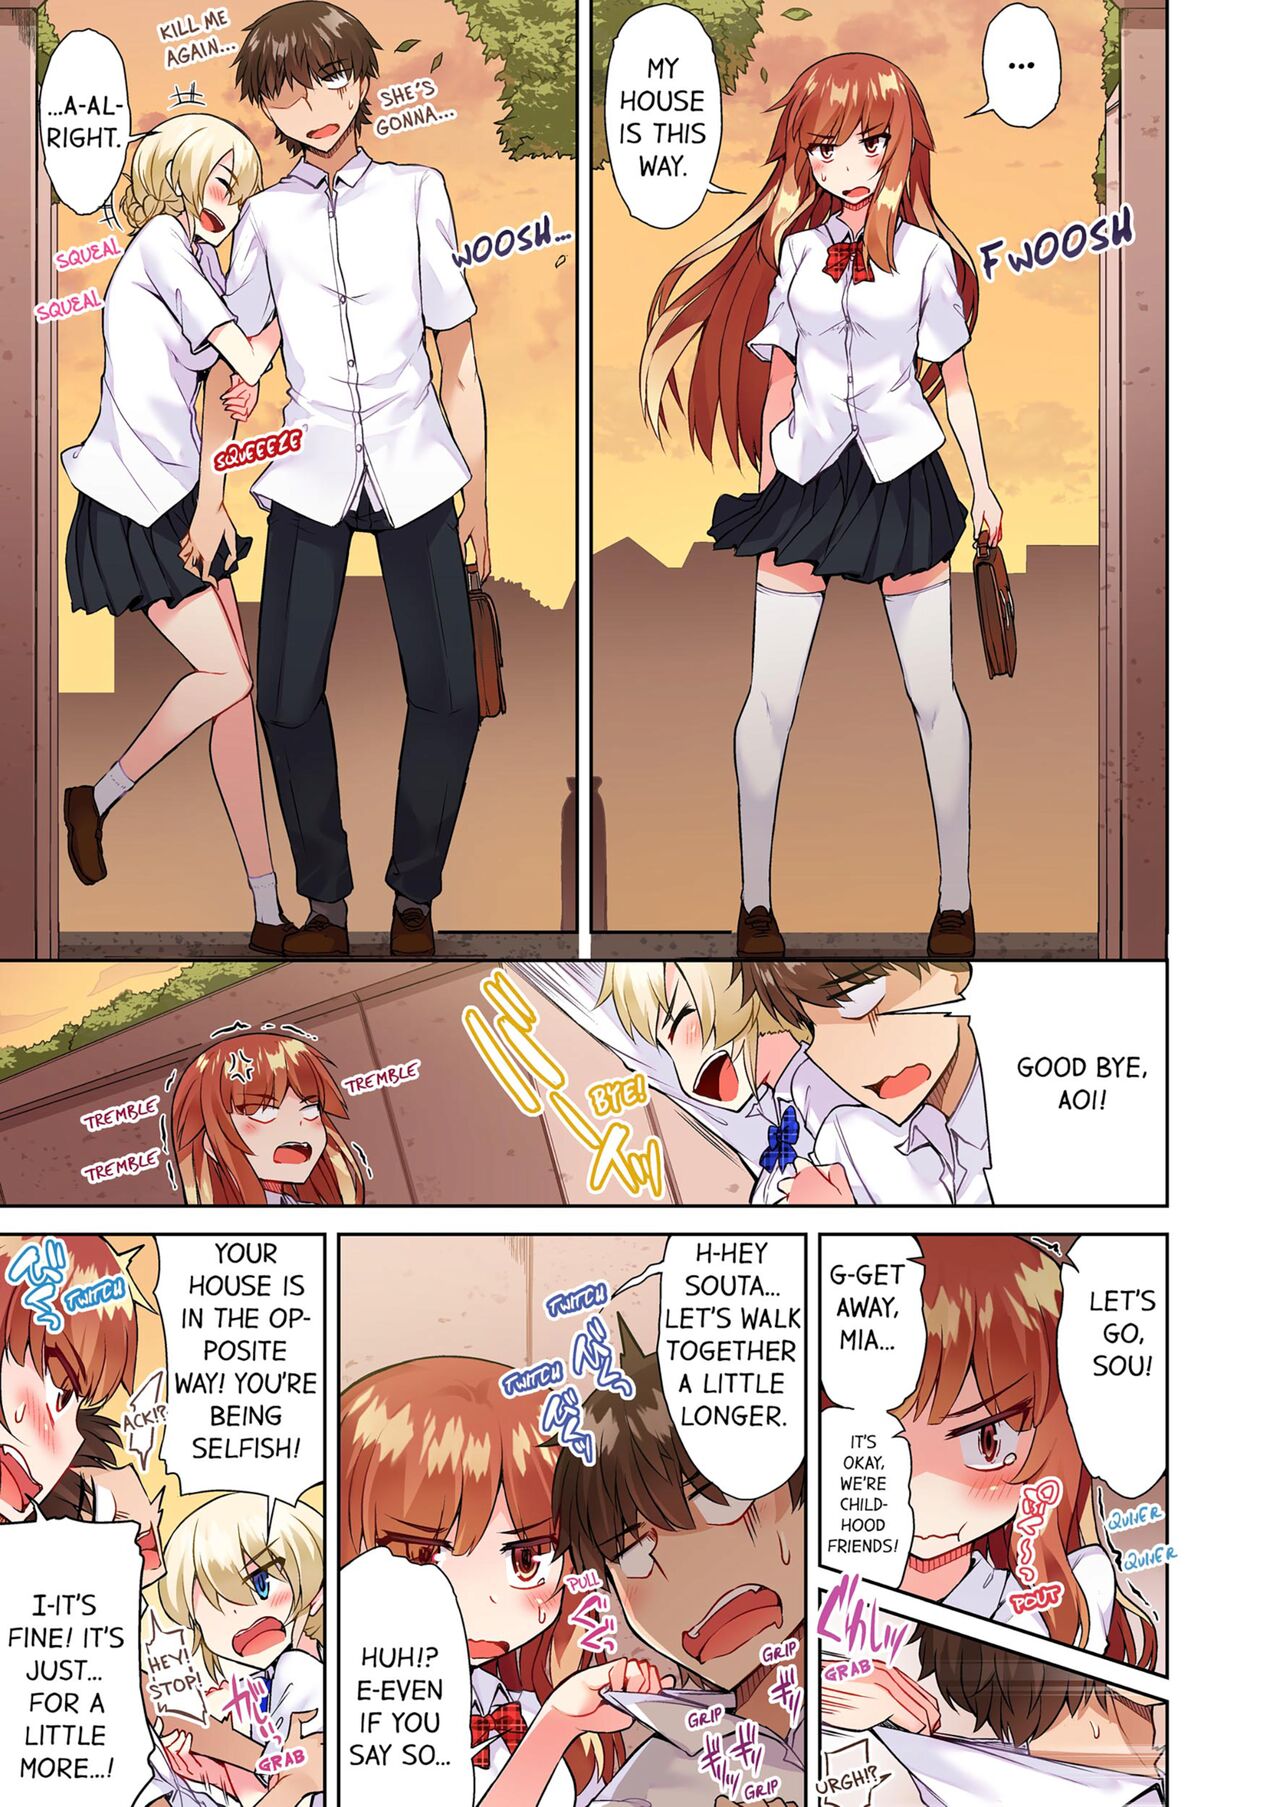 ...
MY
HOUSE
IS THIS
WAY.
FWOOSH
KILL ME
AGAIN...
SHE'S
GONNA...
...A-AL-
RIGHT.
SQUEAL
SQUEAL
SQUEEEZE
WOOSH...
GOOD BYE,
AOI!
BYE!
TREMBLE
TREMBLE
TREMBLE
LET'S
GO,
SOU!
G-GET
AWAY,
MIA...
IT'S
OKAY,
WE'RE
CHILD-
HOOD
FRIENDS!
QUIVER
QUIVER
POUT
GRAB
URGH!?
H-HEY
SOUTA...
LET'S WALK
TOGETHER
A LITTLE
LONGER.
TWITCH
TWITCH
PULL
GRIP
GRIP
GRIP
HUH!?
E-EVEN
IF YOU
SAY SO...
YOUR
HOUSE IS
IN THE OP-
POSITE
WAY! YOU'RE
BEING
SELFISH!
TWITCH
ACK!?
HEY!
STOP!
GRAB
I-IT'S
FINE! IT'S
JUST...
FOR A
LITTLE
MORE...!